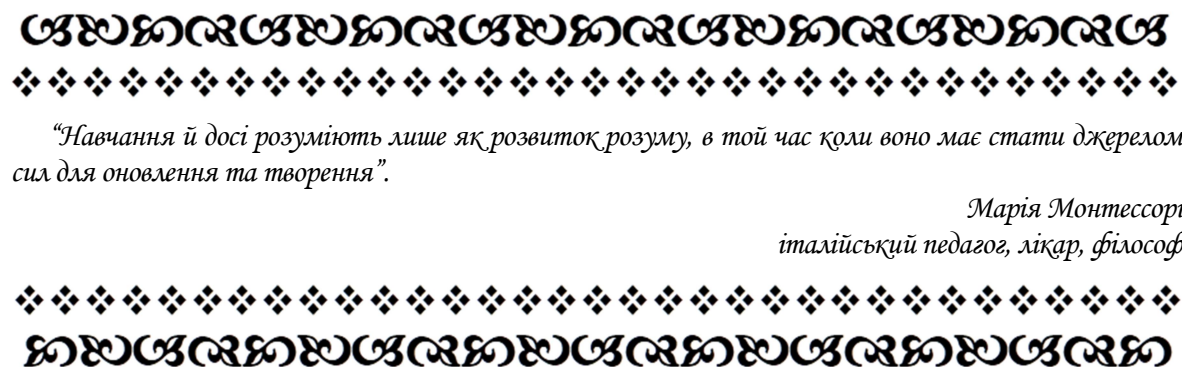 “Навчання й досі розуміють лише як розвиток розуму, в той час коли воно має стати джерелом
сил для оновлення та творення”.
Марія Монтессорі
італійський педагог, лікар, філософ